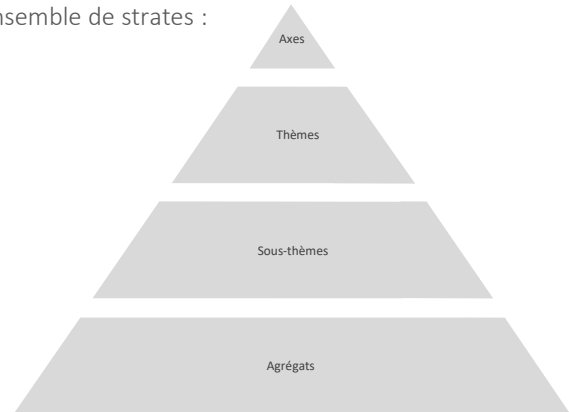 nsemble de strates :
Axes
Thèmes
Sous-thèmes
Agrégats